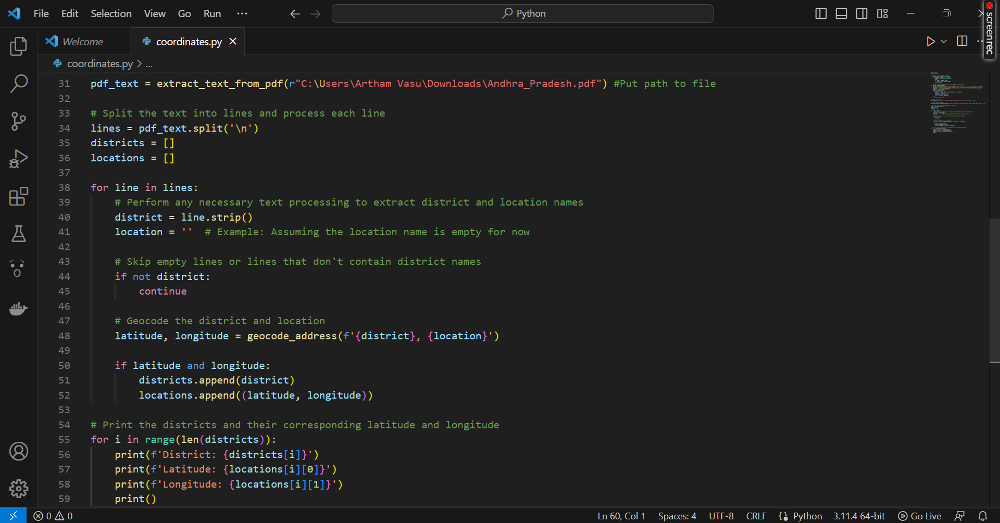 File Edit Selection View Go Run ··· Python
screenrec
Welcome coordinates.py
coordinates.py > ...
31 pdf_text = extract_text_from_pdf(r"C:\Users\Artham Vasu\Downloads\Andhra_Pradesh.pdf") #Put path to file
32
33 # Split the text into lines and process each line
34 lines = pdf_text.split('\n')
35 districts = []
36 locations = []
37
38 for line in lines:
39     # Perform any necessary text processing to extract district and location names
40     district = line.strip()
41     location = ''  # Example: Assuming the location name is empty for now
42
43     # Skip empty lines or lines that don't contain district names
44     if not district:
45         continue
46
47     # Geocode the district and location
48     latitude, longitude = geocode_address(f'{district}, {location}')
49
50     if latitude and longitude:
51         districts.append(district)
52         locations.append((latitude, longitude))
53
54 # Print the districts and their corresponding latitude and longitude
55 for i in range(len(districts)):
56     print(f'District: {districts[i]}')
57     print(f'Latitude: {locations[i][0]}')
58     print(f'Longitude: {locations[i][1]}')
59     print()
0 0 Ln 60, Col 1 Spaces: 4 UTF-8 CRLF Python 3.11.4 64-bit Go Live